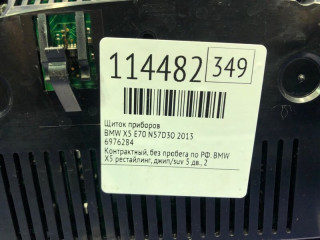 114482 349
Щиток приборов
BMW X5 E70 N57D30 2013
6976284
Контрактный, без пробега по РФ. BMW
X5 рестайлинг, джип/suv 5 дв., 2